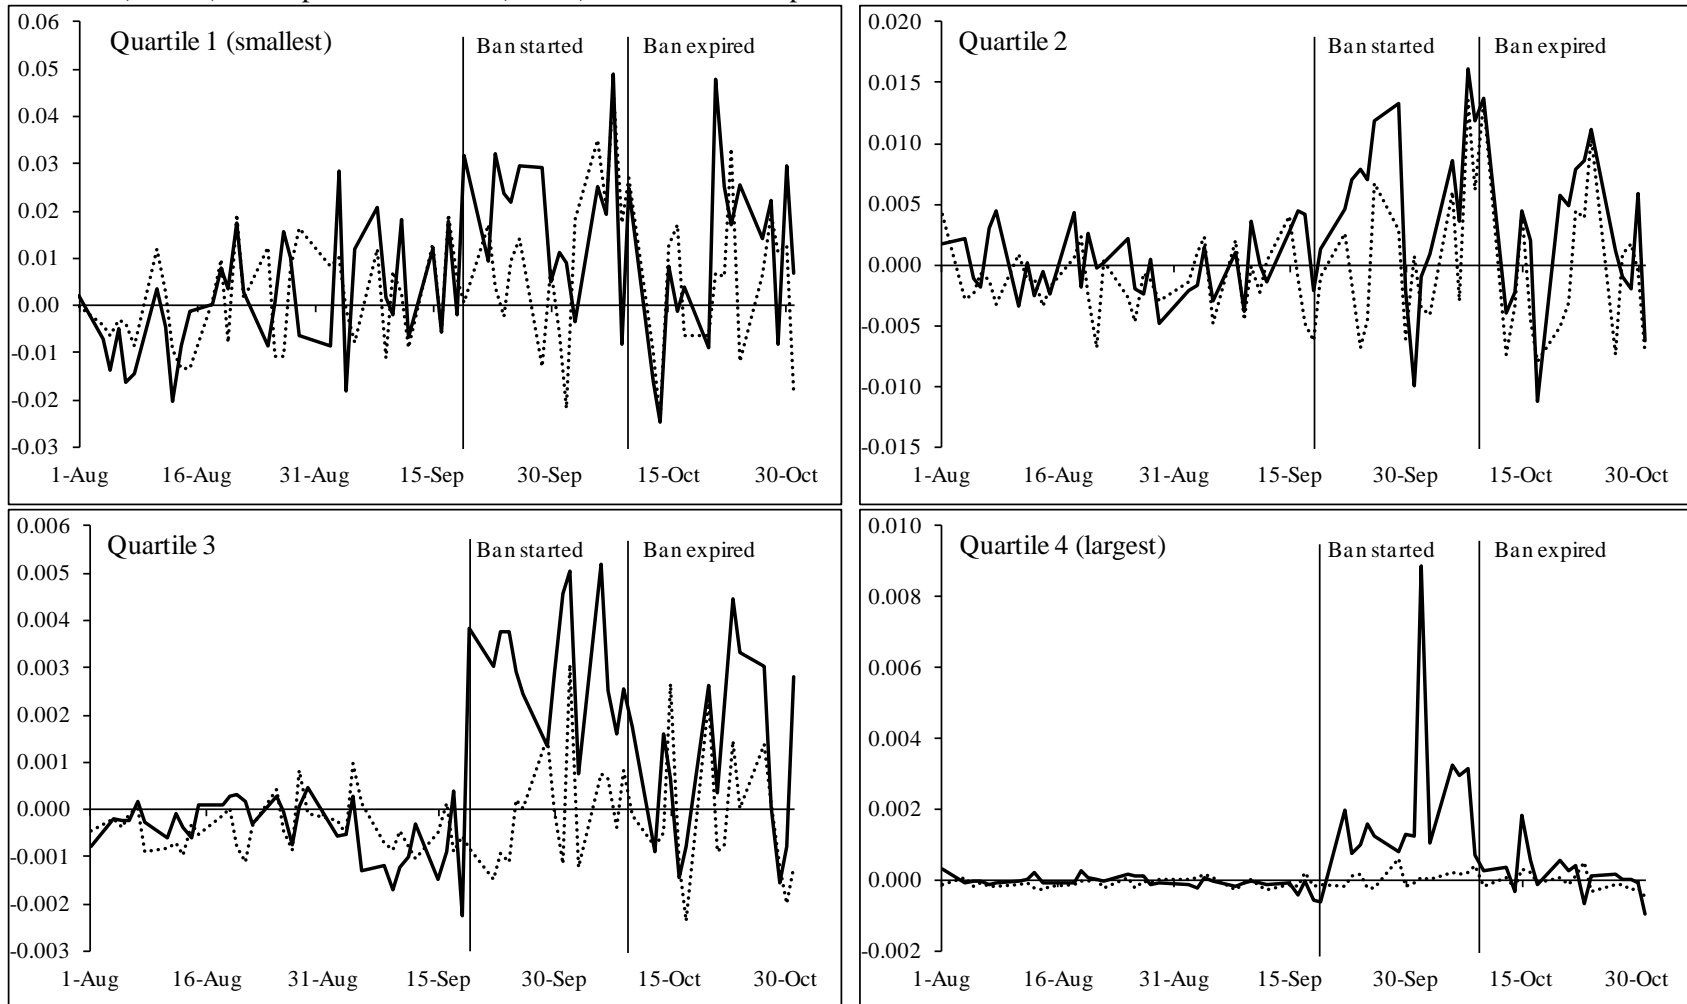 Quartile 1 (smallest)
Ban started
Ban expired
0.06
0.05
0.04
0.03
0.02
0.01
0.00
-0.01
-0.02
-0.03
1-Aug 16-Aug 31-Aug 15-Sep 30-Sep 15-Oct 30-Oct
Quartile 2
Ban started
Ban expired
0.020
0.015
0.010
0.005
0.000
-0.005
-0.010
-0.015
1-Aug 16-Aug 31-Aug 15-Sep 30-Sep 15-Oct 30-Oct
Quartile 3
Ban started
Ban expired
0.006
0.005
0.004
0.003
0.002
0.001
0.000
-0.001
-0.002
-0.003
1-Aug 16-Aug 31-Aug 15-Sep 30-Sep 15-Oct 30-Oct
Quartile 4 (largest)
Ban started
Ban expired
0.010
0.008
0.006
0.004
0.002
0.000
-0.002
1-Aug 16-Aug 31-Aug 15-Sep 30-Sep 15-Oct 30-Oct